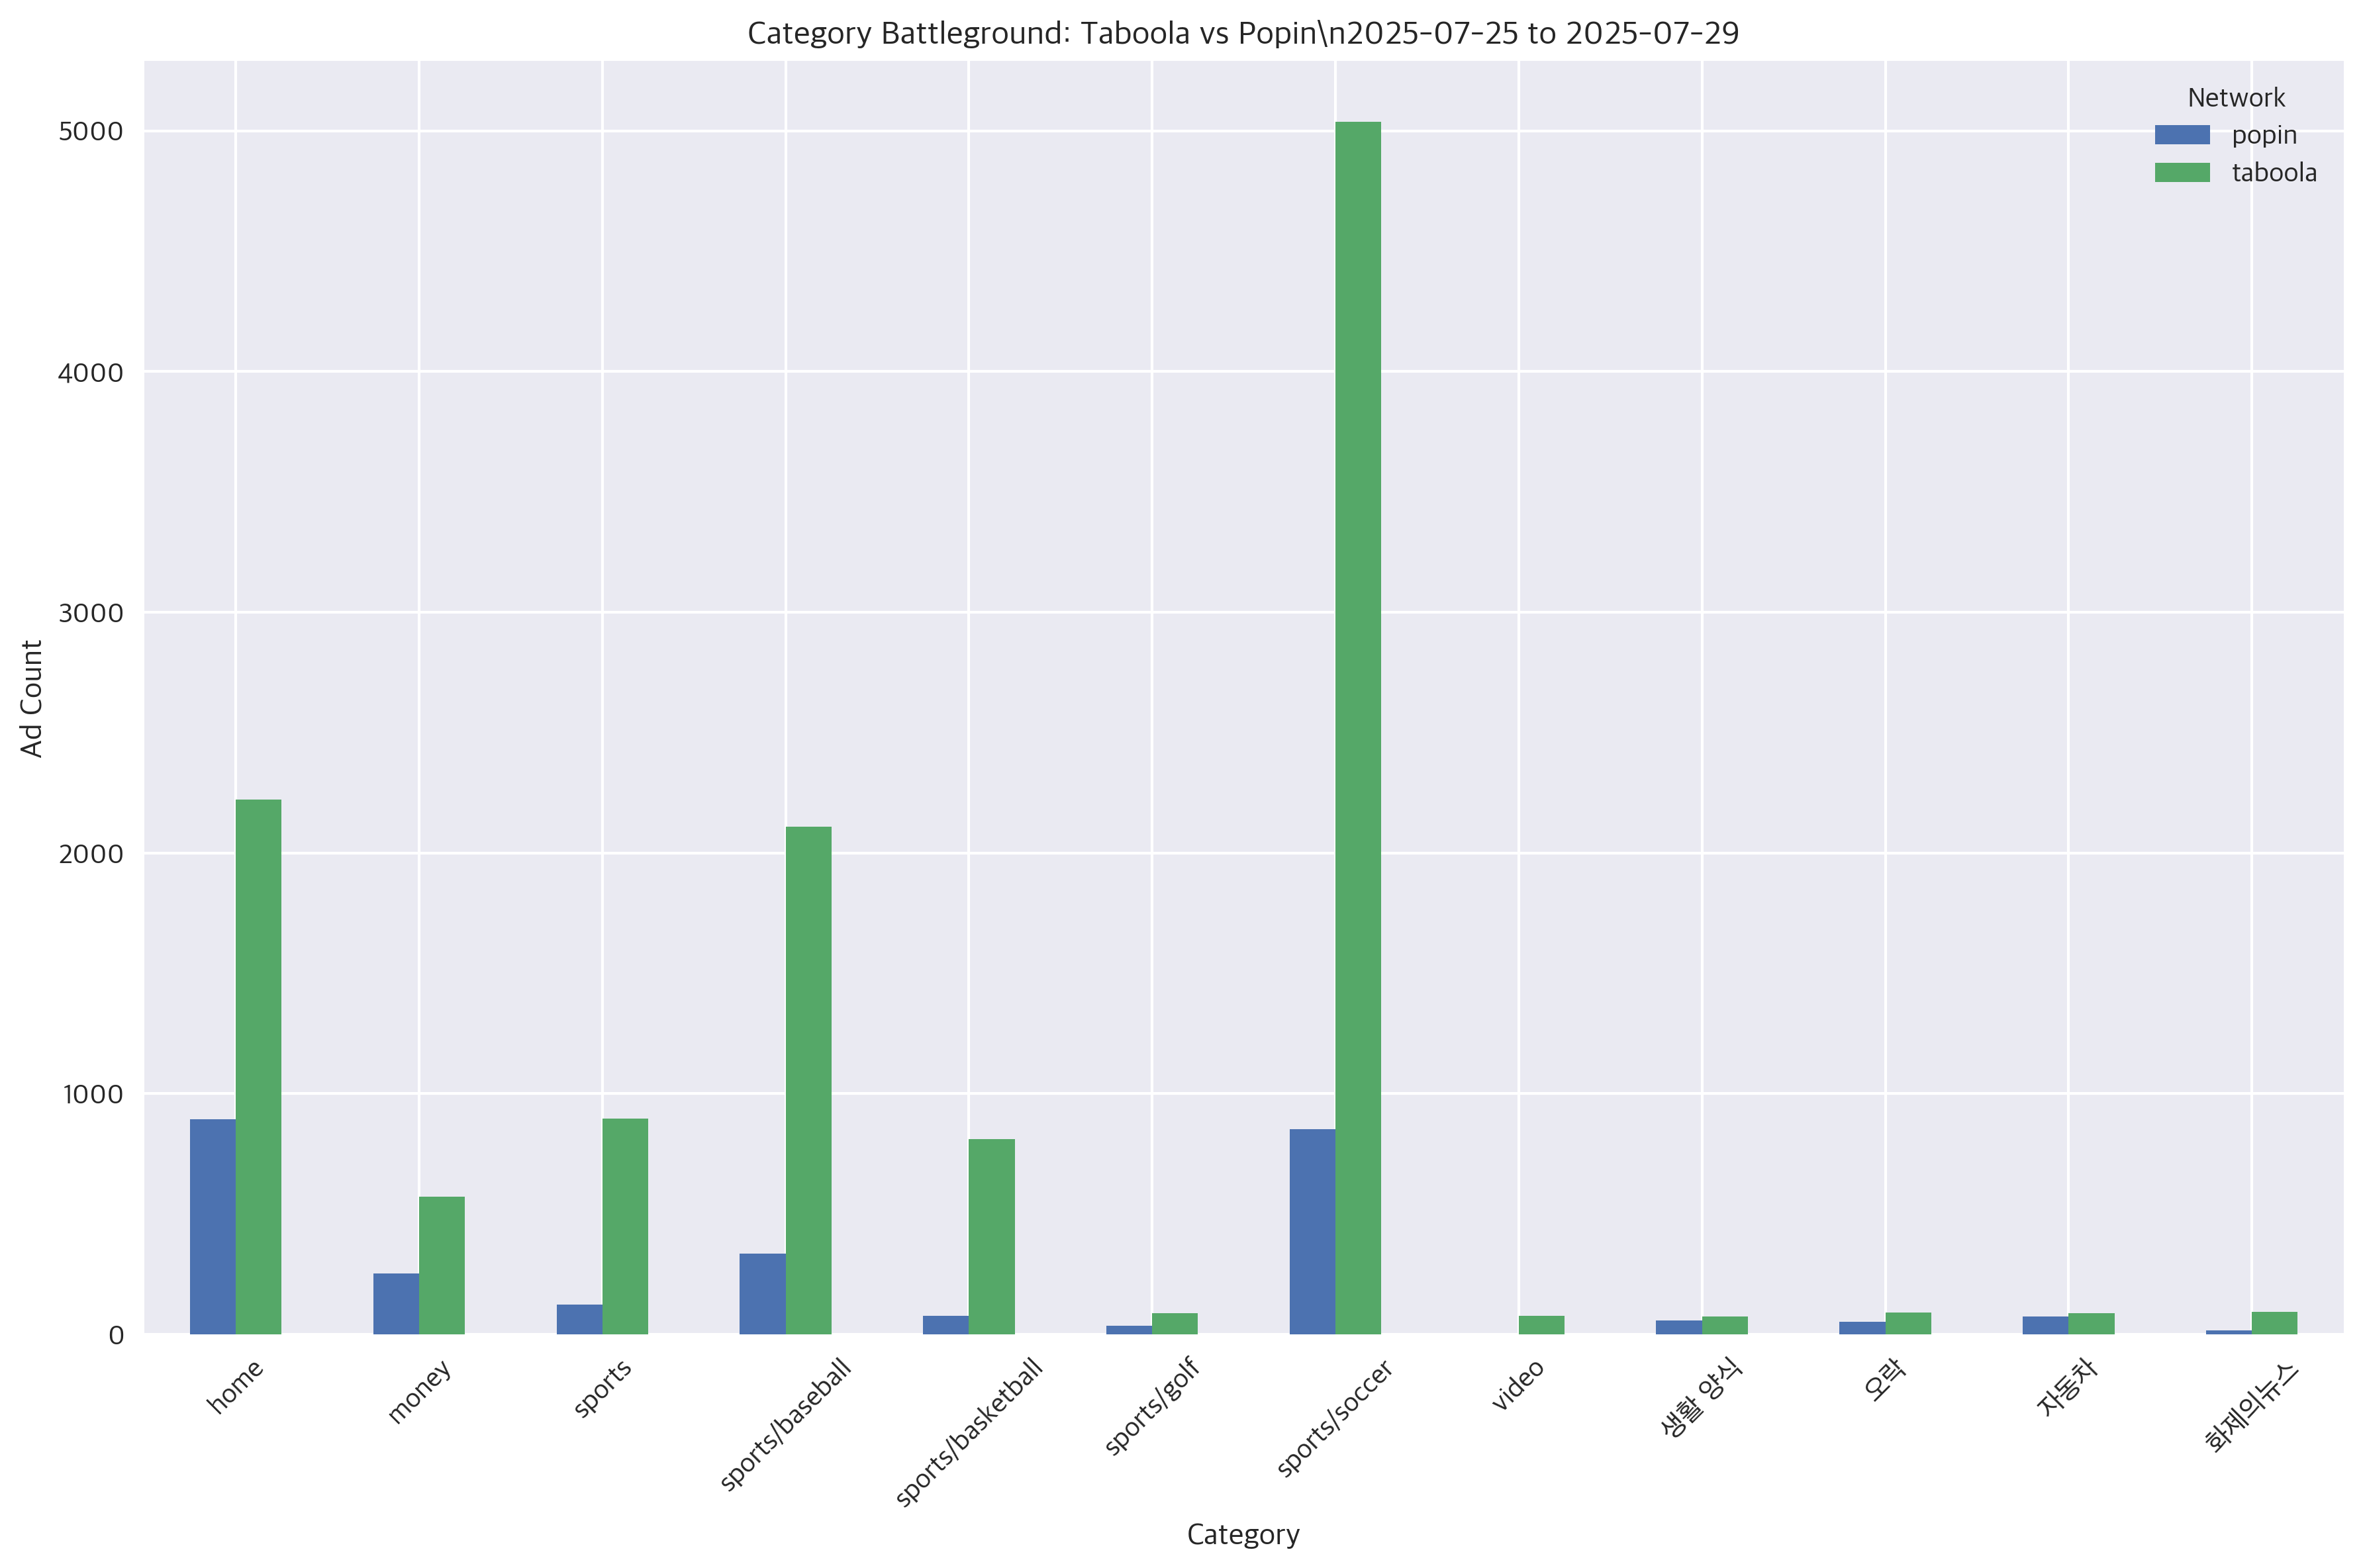 Category Battleground: Taboola vs Popin\n2025-07-25 to 2025-07-29
Network
popin
taboola
5000
4000
3000
2000
1000
0
Ad Count
home
money
sports
sports/baseball
sports/basketball
sports/golf
sports/soccer
video
생활 양식
오락
자동차
화제의뉴스
Category